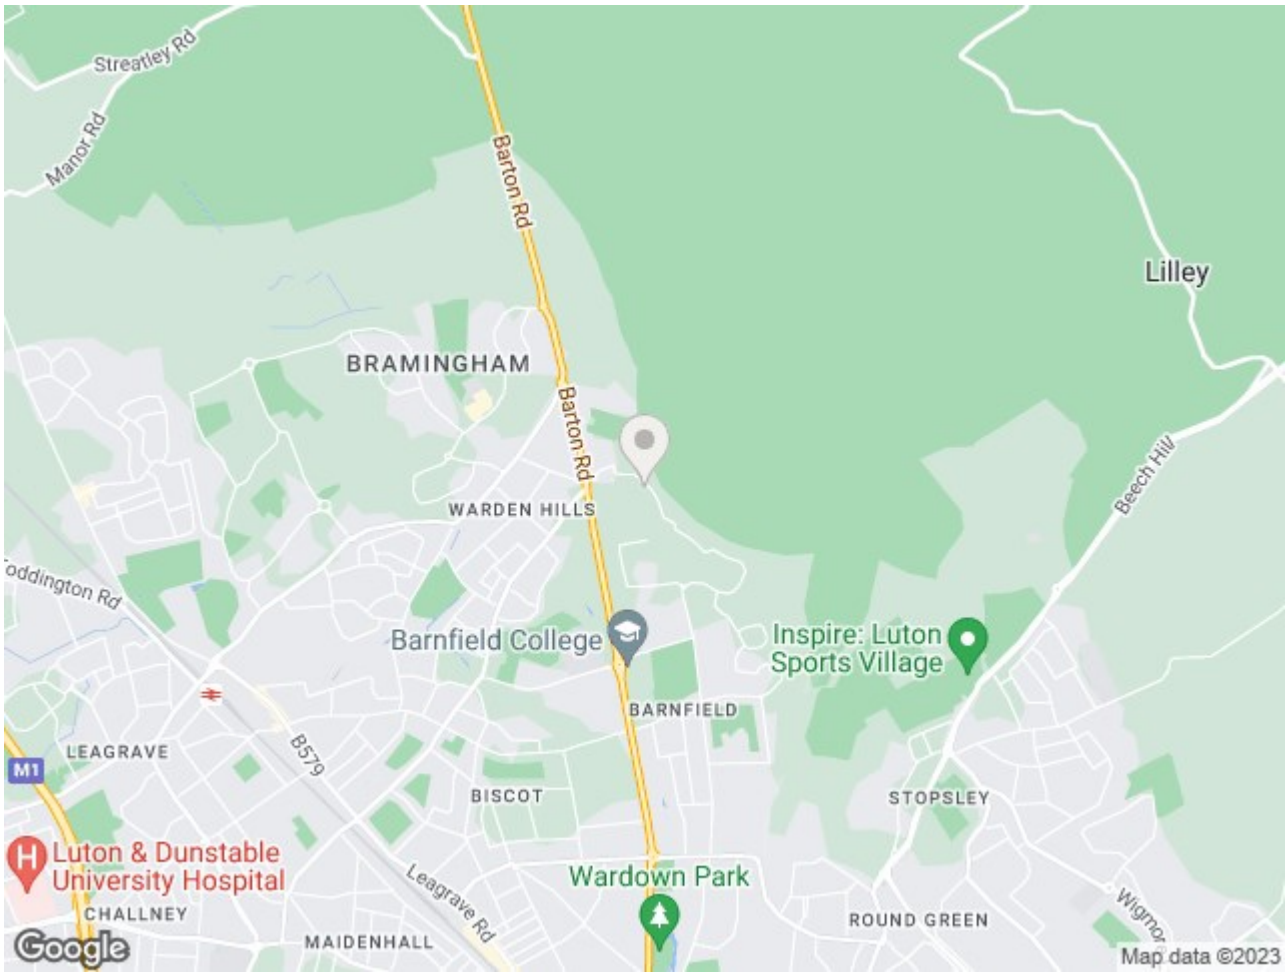 Streatley Rd
Manor Rd
Barton Rd
Lilley
BRAMINGHAM
Barton Rd
Beech Hill
WARDEN HILLS
oddington Rd
Barnfield College
Inspire: Luton
Sports Village
BARNFIELD
LEAGRAVE
B579
M1
BISCOT
STOPSLEY
H
Luton & Dunstable
University Hospital
Wardown Park
Leagrave Rd
CHALLNEY
MAIDENHALL
ROUND GREEN
Wigmor
Google
Map data ©2023